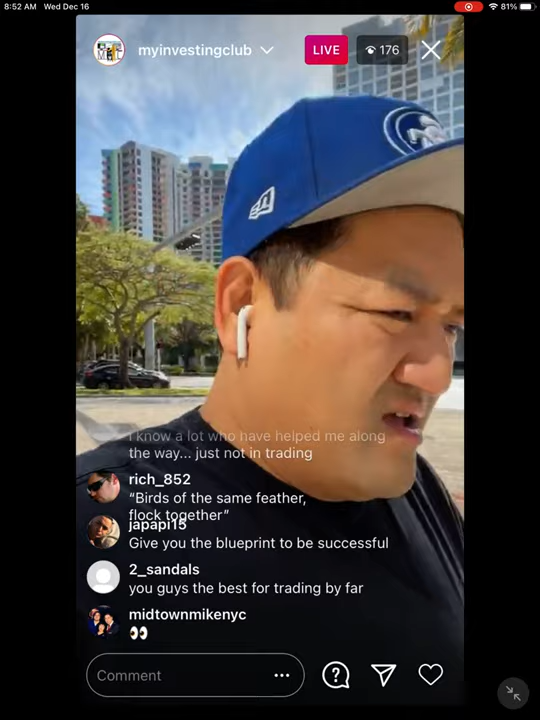 8:52 AM Wed Dec 16
81%
myinvestingclub
LIVE
176
I know a lot who have helped me along
the way... just not in trading
rich_852
“Birds of the same feather,
flock together”
japapi15
Give you the blueprint to be successful
2_sandals
you guys the best for trading by far
midtownmikenyc
👀
Comment